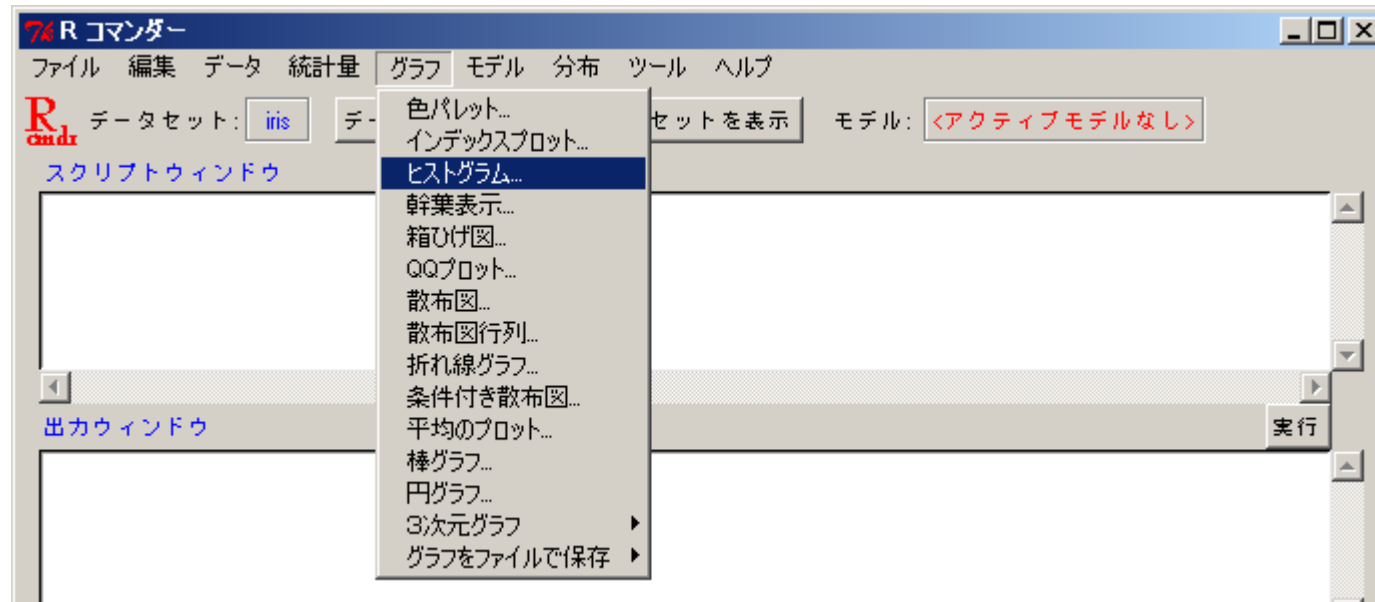 R コマンダー
ファイル 編集 データ 統計量 グラフ モデル 分布 ツール ヘルプ
R cmdr データセット: iris デー セットを表示 モデル: <アクティブモデルなし>
色パレット...
インデックスプロット...
スクリプトウィンドウ
ヒストグラム...
幹葉表示...
箱ひげ図...
QQプロット...
散布図...
散布図行列...
折れ線グラフ...
条件付き散布図...
出力ウィンドウ
平均のプロット...
実行
棒グラフ...
円グラフ...
3次元グラフ
グラフをファイルで保存